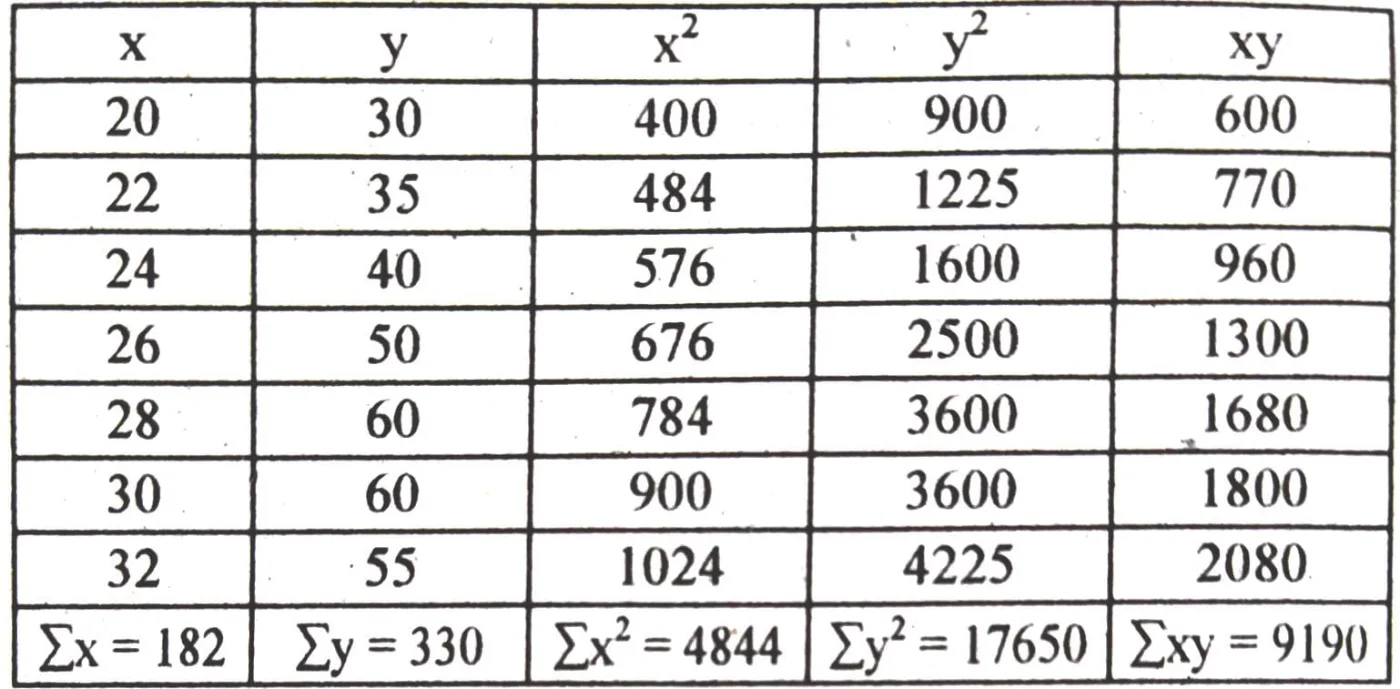 x y x² y² xy
20 30 400 900 600
22 35 484 1225 770
24 40 576 1600 960
26 50 676 2500 1300
28 60 784 3600 1680
30 60 900 3600 1800
32 55 1024 4225 2080
∑x = 182 ∑y = 330 ∑x² = 4844 ∑y² = 17650 ∑xy = 9190